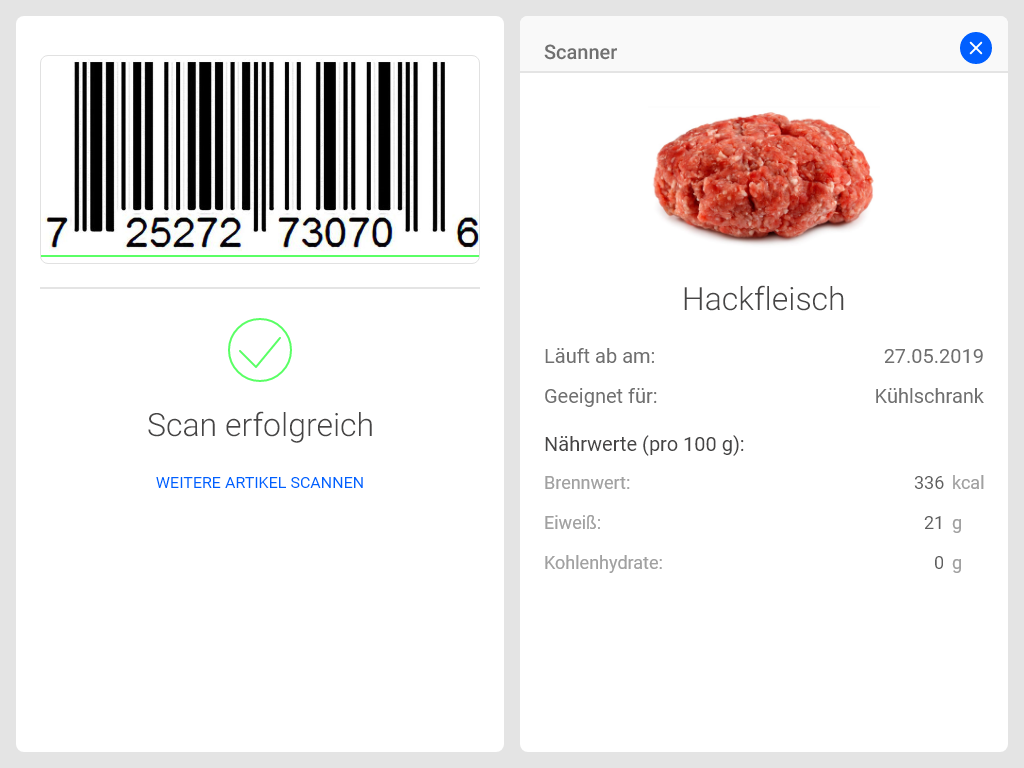 7 25272 73070 6
Scan erfolgreich
WEITERE ARTIKEL SCANNEN
Scanner
Hackfleisch
Läuft ab am: 27.05.2019
Geeignet für: Kühlschrank
Nährwerte (pro 100 g):
Brennwert: 336 kcal
Eiweiß: 21 g
Kohlenhydrate: 0 g